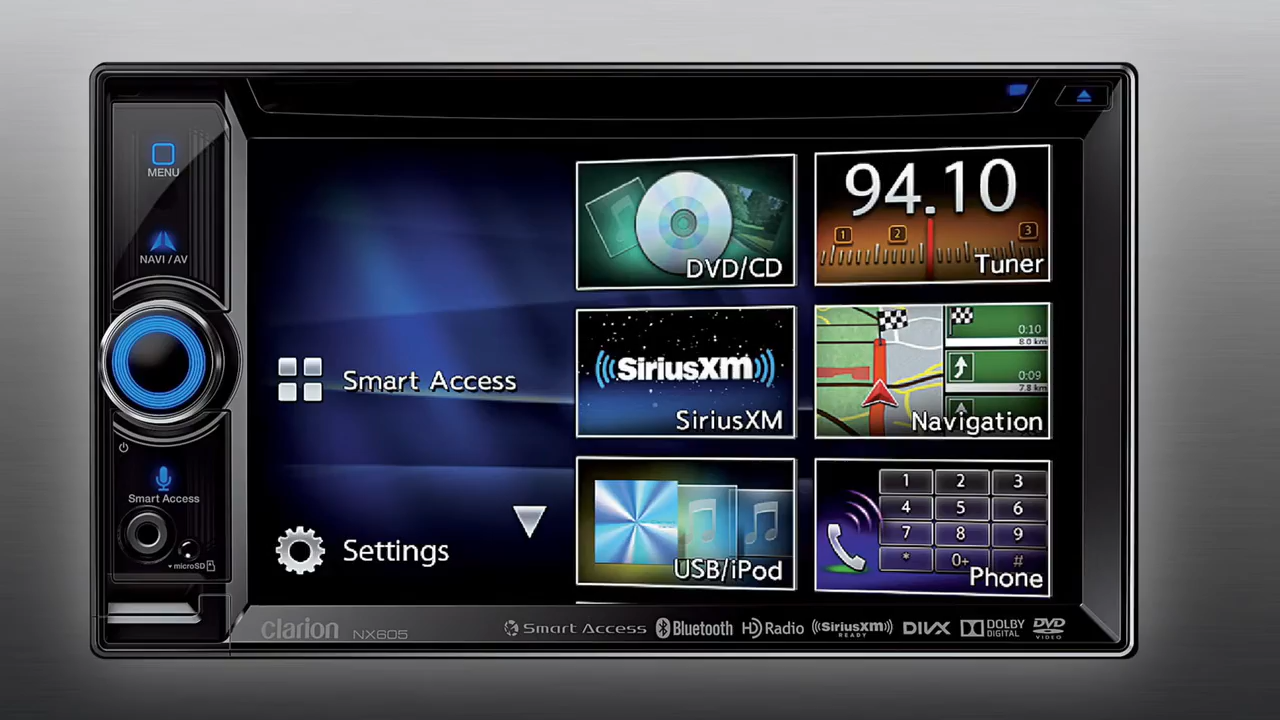 MENU
NAVI / AV
Smart Access
microSD
DVD/CD
94.10
1 2 3
Tuner
SiriusXM
SiriusXM
0:10
8.0 km
0:09
7.8 km
Navigation
Smart Access
USB/iPod
1 2 3
4 5 6
7 8 9
* 0+ #
Phone
Settings
clarion NX605
Smart Access Bluetooth HD Radio SiriusXM READY DIVX DOLBY DIGITAL DVD VIDEO